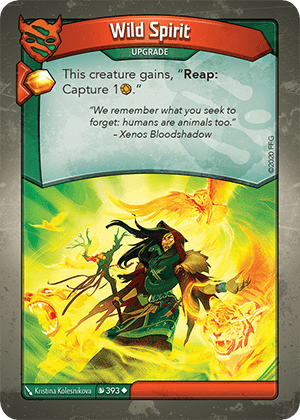 Wild Spirit
UPGRADE
This creature gains, “Reap:
Capture 1.”
“We remember what you seek to
forget: humans are animals too.”
– Xenos Bloodshadow
©2020 FFG
Kristina Kolesnikova
393